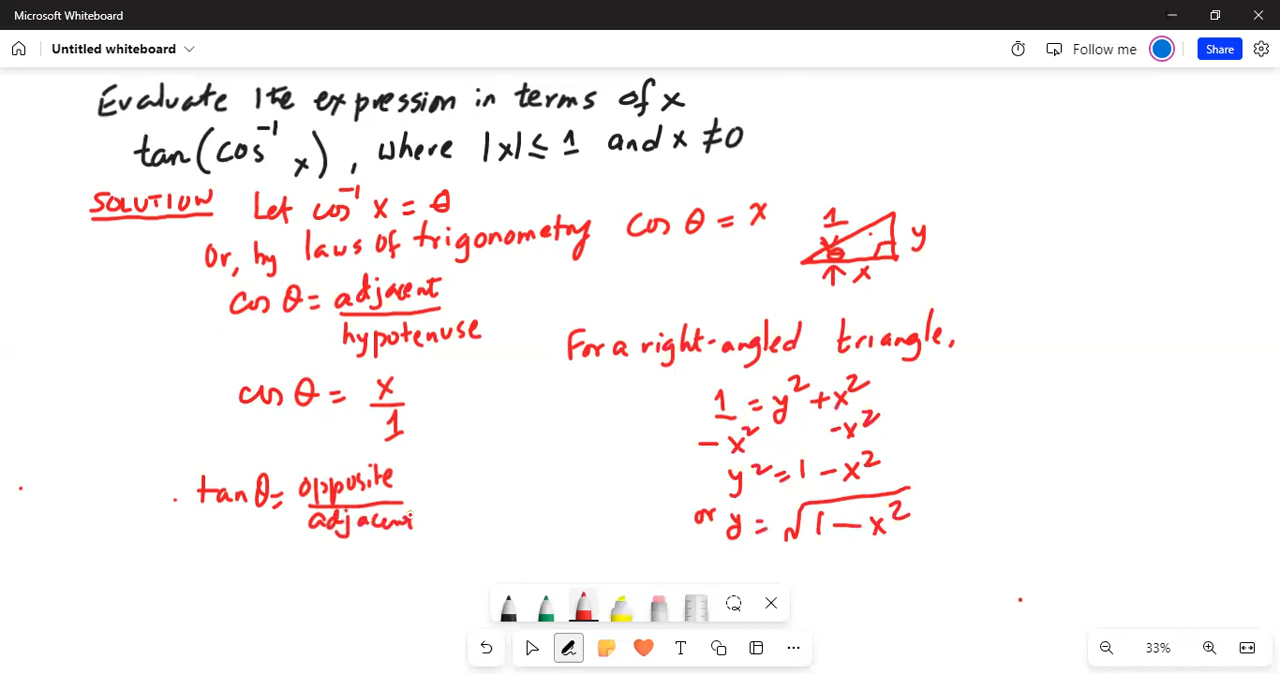 Microsoft Whiteboard
Untitled whiteboard
Follow me
Share
Evaluate the expression in terms of x
tan(cos⁻¹ x), where |x| ≤ 1 and x ≠ 0
SOLUTION Let cos⁻¹ x = θ
Or, by laws of trigonometry cos θ = x
1
y
θ
x
cos θ = adjacent
hypotenuse
cos θ = x
1
tan θ = opposite
adjacent
For a right-angled triangle,
1 = y² + x²
- x² - x²
y² = 1 - x²
or y = √1 - x²
33%